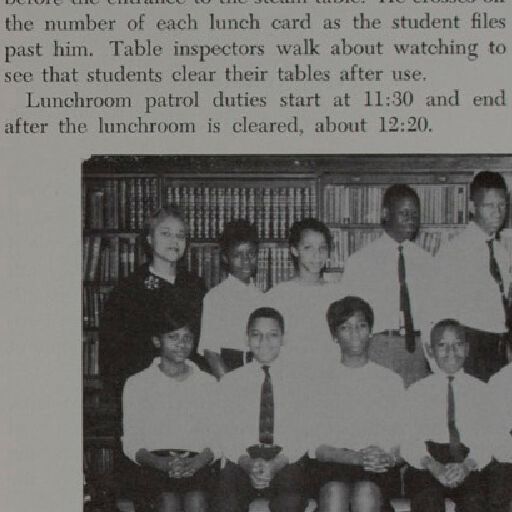 before the entrance to the steam table. He crosses off
the number of each lunch card as the student files
past him. Table inspectors walk about watching to
see that students clear their tables after use.
Lunchroom patrol duties start at 11:30 and end
after the lunchroom is cleared, about 12:20.